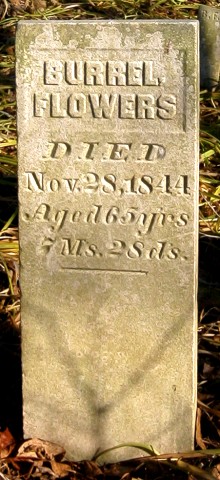 BURREL
FLOWERS
DIED
Nov. 28, 1844
Aged 65 yrs
7 Ms. 28 ds.